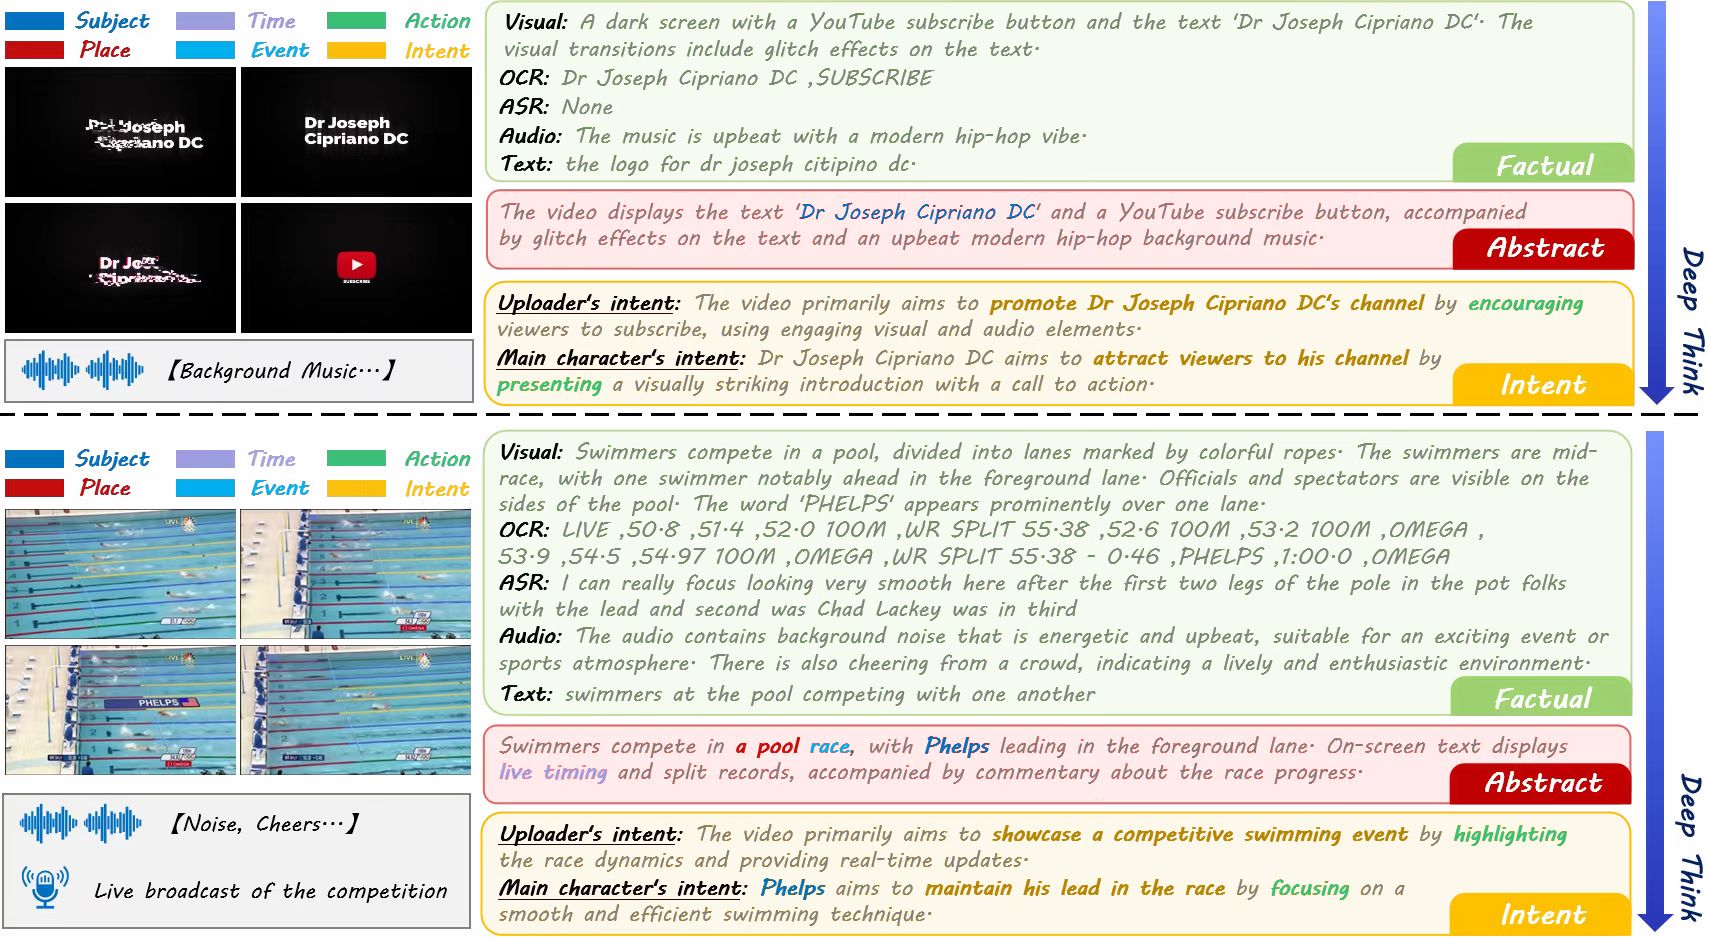 Subject Time Action
Place Event Intent
Dr Joseph
Cipriano DC
Dr Joseph
Cipriano DC
Dr
SUBSCRIBE
【Background Music...】
Visual: A dark screen with a YouTube subscribe button and the text 'Dr Joseph Cipriano DC'. The
visual transitions include glitch effects on the text.
OCR: Dr Joseph Cipriano DC ,SUBSCRIBE
ASR: None
Audio: The music is upbeat with a modern hip-hop vibe.
Text: the logo for dr joseph citipino dc.
Factual
The video displays the text 'Dr Joseph Cipriano DC' and a YouTube subscribe button, accompanied
by glitch effects on the text and an upbeat modern hip-hop background music.
Abstract
Uploader's intent: The video primarily aims to promote Dr Joseph Cipriano DC's channel by encouraging
viewers to subscribe, using engaging visual and audio elements.
Main character's intent: Dr Joseph Cipriano DC aims to attract viewers to his channel by
presenting a visually striking introduction with a call to action.
Intent
Deep Think
Subject Time Action
Place Event Intent
LIVE
LIVE
LIVE
PHELPS
LIVE
【Noise, Cheers...】
Live broadcast of the competition
Visual: Swimmers compete in a pool, divided into lanes marked by colorful ropes. The swimmers are mid-
race, with one swimmer notably ahead in the foreground lane. Officials and spectators are visible on the
sides of the pool. The word 'PHELPS' appears prominently over one lane.
OCR: LIVE ,50.8 ,51.4 ,52.0 100M ,WR SPLIT 55.38 ,52.6 100M ,53.2 100M ,OMEGA ,
53.9 ,54.5 ,54.97 100M ,OMEGA ,WR SPLIT 55.38 - 0.46 ,PHELPS ,1:00.0 ,OMEGA
ASR: I can really focus looking very smooth here after the first two legs of the pole in the pot folks
with the lead and second was Chad Lackey was in third
Audio: The audio contains background noise that is energetic and upbeat, suitable for an exciting event or
sports atmosphere. There is also cheering from a crowd, indicating a lively and enthusiastic environment.
Text: swimmers at the pool competing with one another
Factual
Swimmers compete in a pool race, with Phelps leading in the foreground lane. On-screen text displays
live timing and split records, accompanied by commentary about the race progress.
Abstract
Uploader's intent: The video primarily aims to showcase a competitive swimming event by highlighting
the race dynamics and providing real-time updates.
Main character's intent: Phelps aims to maintain his lead in the race by focusing on a
smooth and efficient swimming technique.
Intent
Deep Think